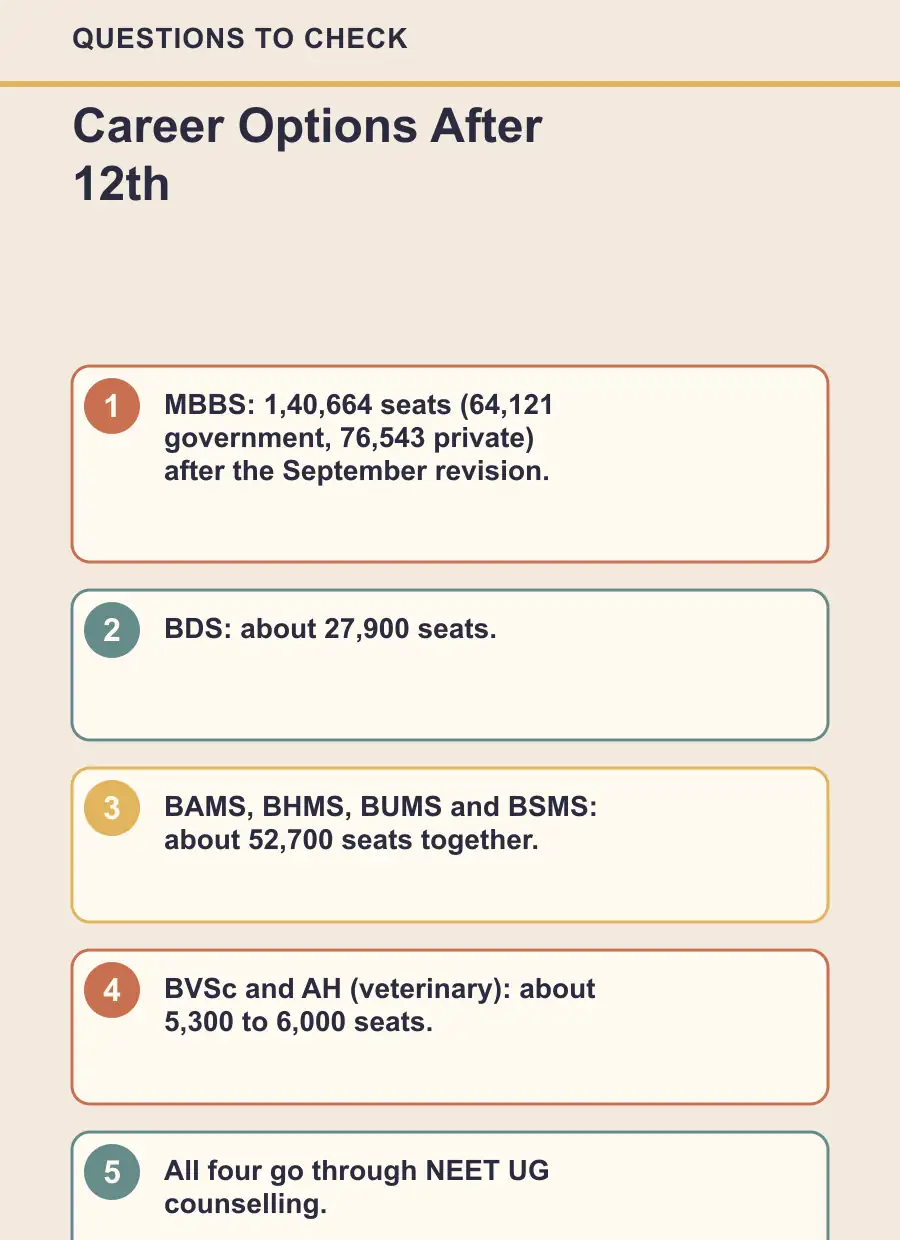 QUESTIONS TO CHECK
Career Options After
12th
1
MBBS: 1,40,664 seats (64,121
government, 76,543 private)
after the September revision.
2
BDS: about 27,900 seats.
3
BAMS, BHMS, BUMS and BSMS:
about 52,700 seats together.
4
BVSc and AH (veterinary): about
5,300 to 6,000 seats.
5
All four go through NEET UG
counselling.